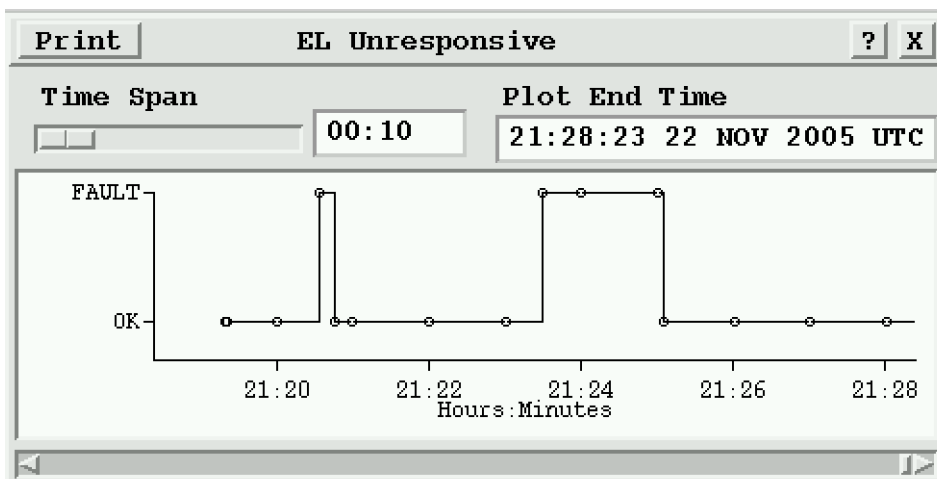 Print EL Unresponsive ? X
Time Span Plot End Time
00:10 21:28:23 22 NOV 2005 UTC
FAULT
OK
21:20 21:22 21:24 21:26 21:28
Hours:Minutes